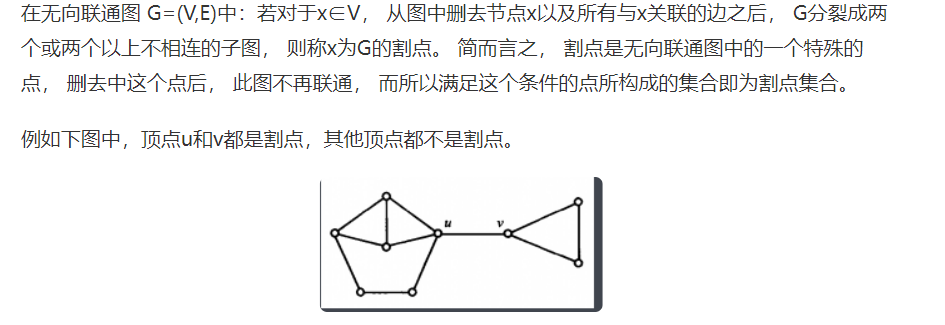 在无向联通图 G=(V,E)中：若对于x∈V， 从图中删去节点x以及所有与x关联的边之后， G分裂成两
个或两个以上不相连的子图， 则称x为G的割点。 简而言之， 割点是无向联通图中的一个特殊的
点， 删去中这个点后， 此图不再联通， 而所以满足这个条件的点所构成的集合即为割点集合。
例如下图中，顶点u和v都是割点，其他顶点都不是割点。
u v